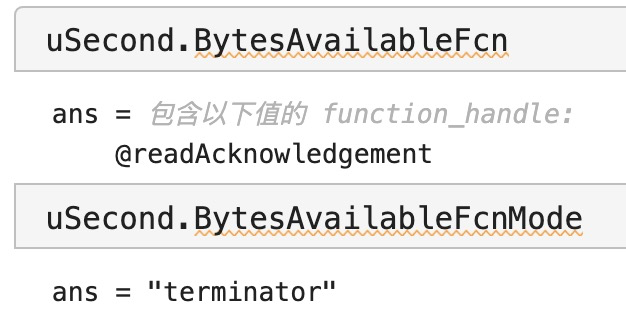 uSecond.BytesAvailableFcn
ans = 包含以下值的 function_handle:
@readAcknowledgement
uSecond.BytesAvailableFcnMode
ans = "terminator"